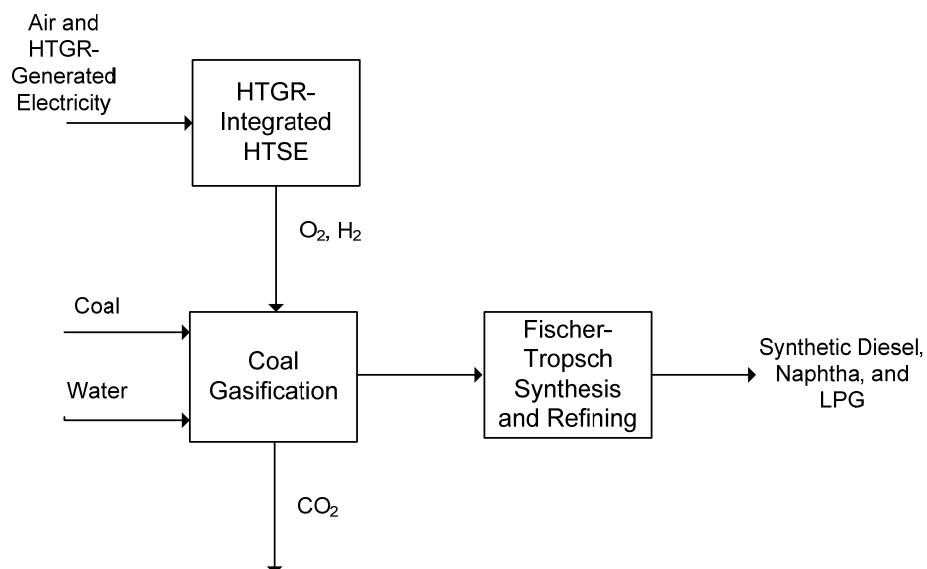 Air and
HTGR-
Generated
Electricity
HTGR-
Integrated
HTSE
O₂, H₂
Coal
Water
Coal
Gasification
Fischer-
Tropsch
Synthesis
and Refining
Synthetic Diesel,
Naphtha, and
LPG
CO₂